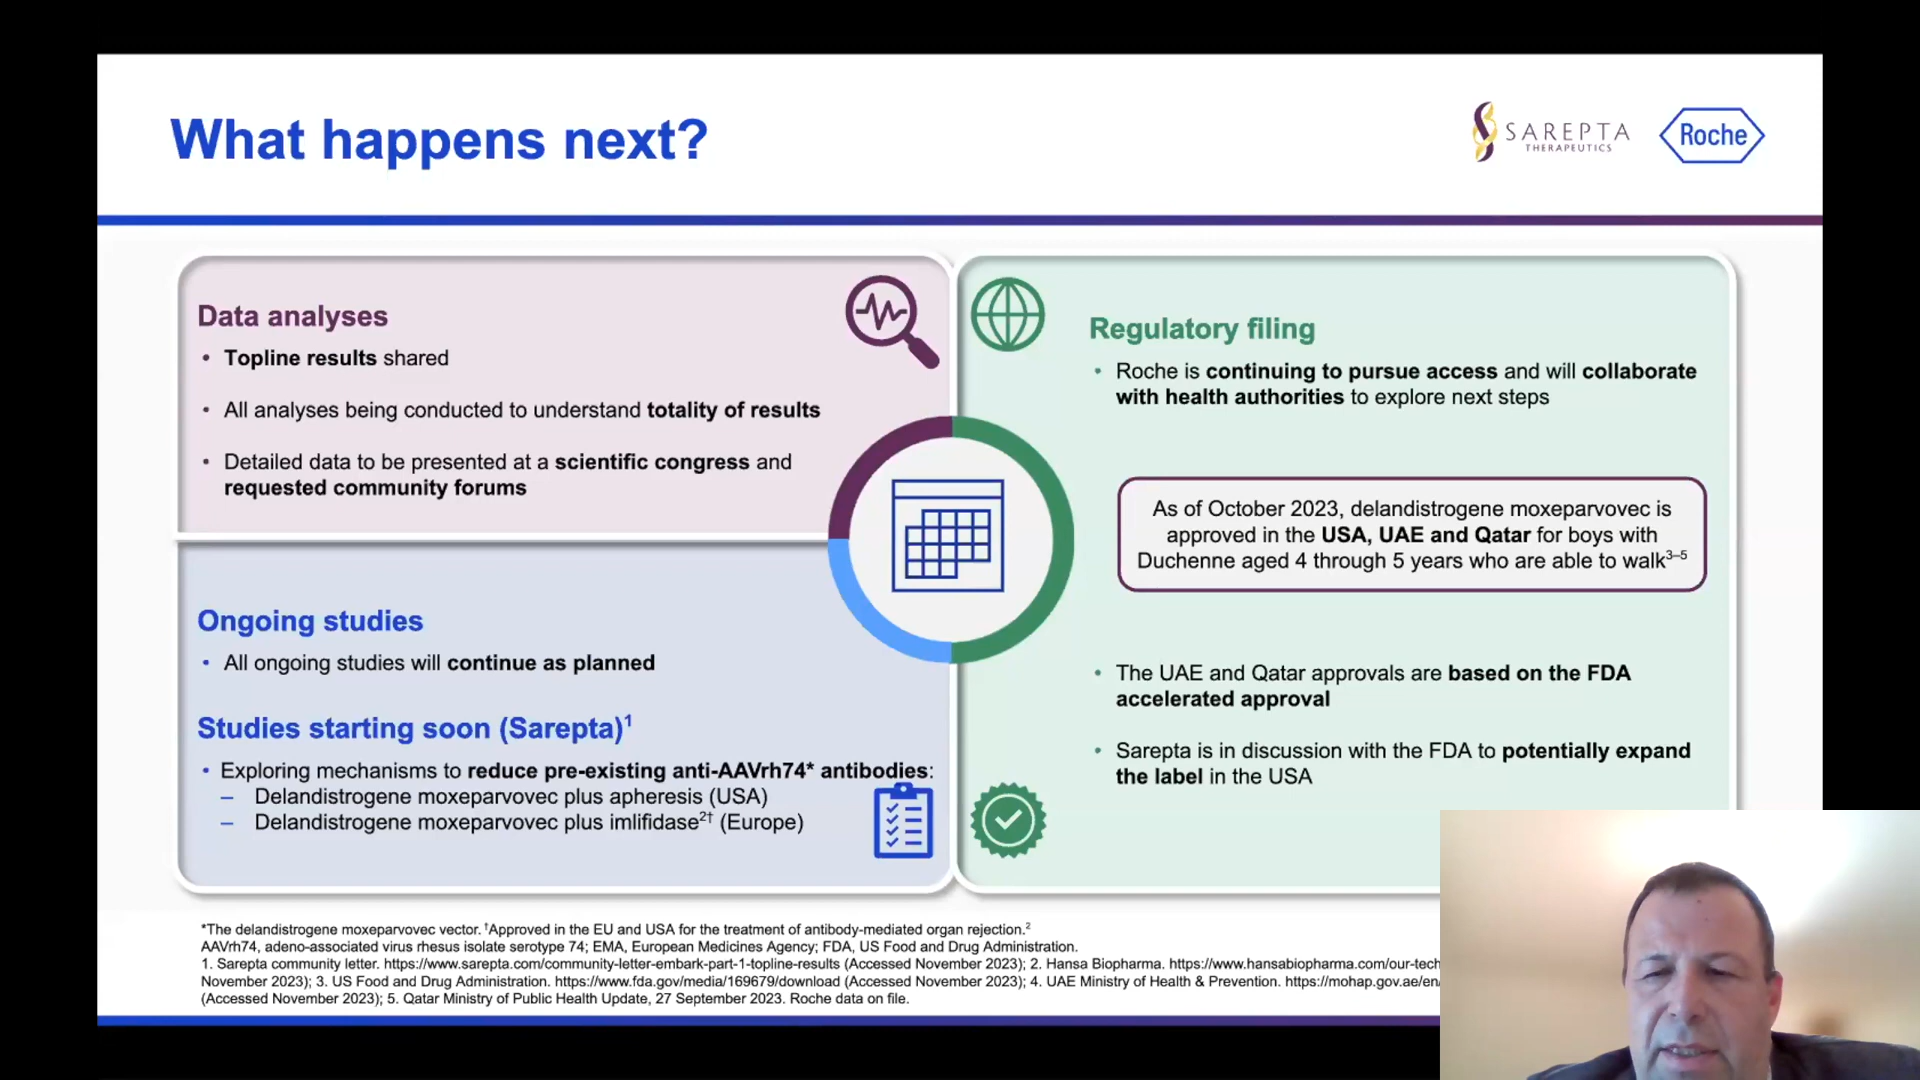 What happens next?
SAREPTA
THERAPEUTICS
Roche
Data analyses
• Topline results shared
• All analyses being conducted to understand totality of results
• Detailed data to be presented at a scientific congress and
requested community forums
Ongoing studies
• All ongoing studies will continue as planned
Studies starting soon (Sarepta)¹
• Exploring mechanisms to reduce pre-existing anti-AAVrh74* antibodies:
– Delandistrogene moxeparvovec plus apheresis (USA)
– Delandistrogene moxeparvovec plus imlifidase²† (Europe)
Regulatory filing
• Roche is continuing to pursue access and will collaborate
with health authorities to explore next steps
As of October 2023, delandistrogene moxeparvovec is
approved in the USA, UAE and Qatar for boys with
Duchenne aged 4 through 5 years who are able to walk³⁻⁵
• The UAE and Qatar approvals are based on the FDA
accelerated approval
• Sarepta is in discussion with the FDA to potentially expand
the label in the USA
*The delandistrogene moxeparvovec vector. †Approved in the EU and USA for the treatment of antibody-mediated organ rejection.²
AAVrh74, adeno-associated virus rhesus isolate serotype 74; EMA, European Medicines Agency; FDA, US Food and Drug Administration.
1. Sarepta community letter. https://www.sarepta.com/community-letter-embark-part-1-topline-results (Accessed November 2023); 2. Hansa Biopharma. https://www.hansabiopharma.com/our-tech
November 2023); 3. US Food and Drug Administration. https://www.fda.gov/media/169679/download (Accessed November 2023); 4. UAE Ministry of Health & Prevention. https://mohap.gov.ae/en/
(Accessed November 2023); 5. Qatar Ministry of Public Health Update, 27 September 2023. Roche data on file.